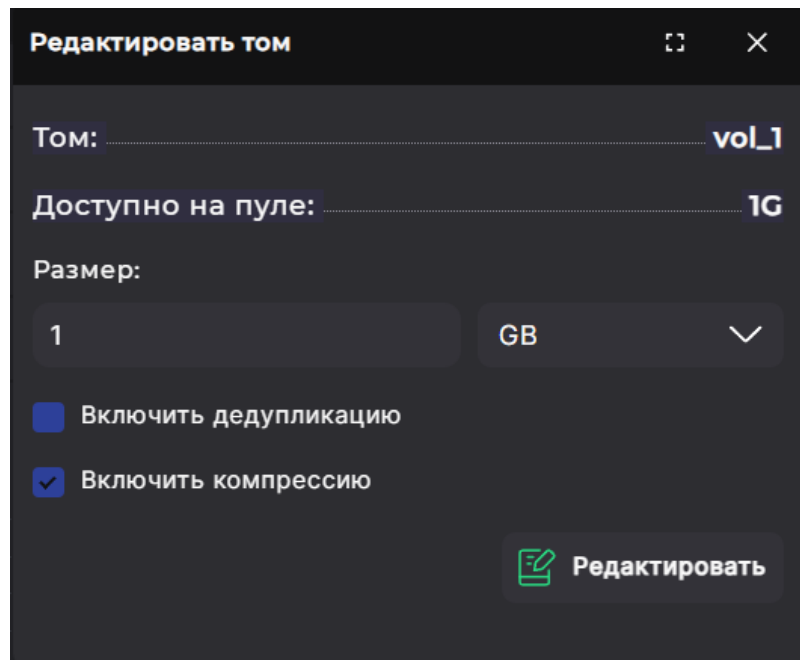 Редактировать том
Том: vol_1
Доступно на пуле: 1G
Размер:
1 GB
Включить дедупликацию
Включить компрессию
Редактировать